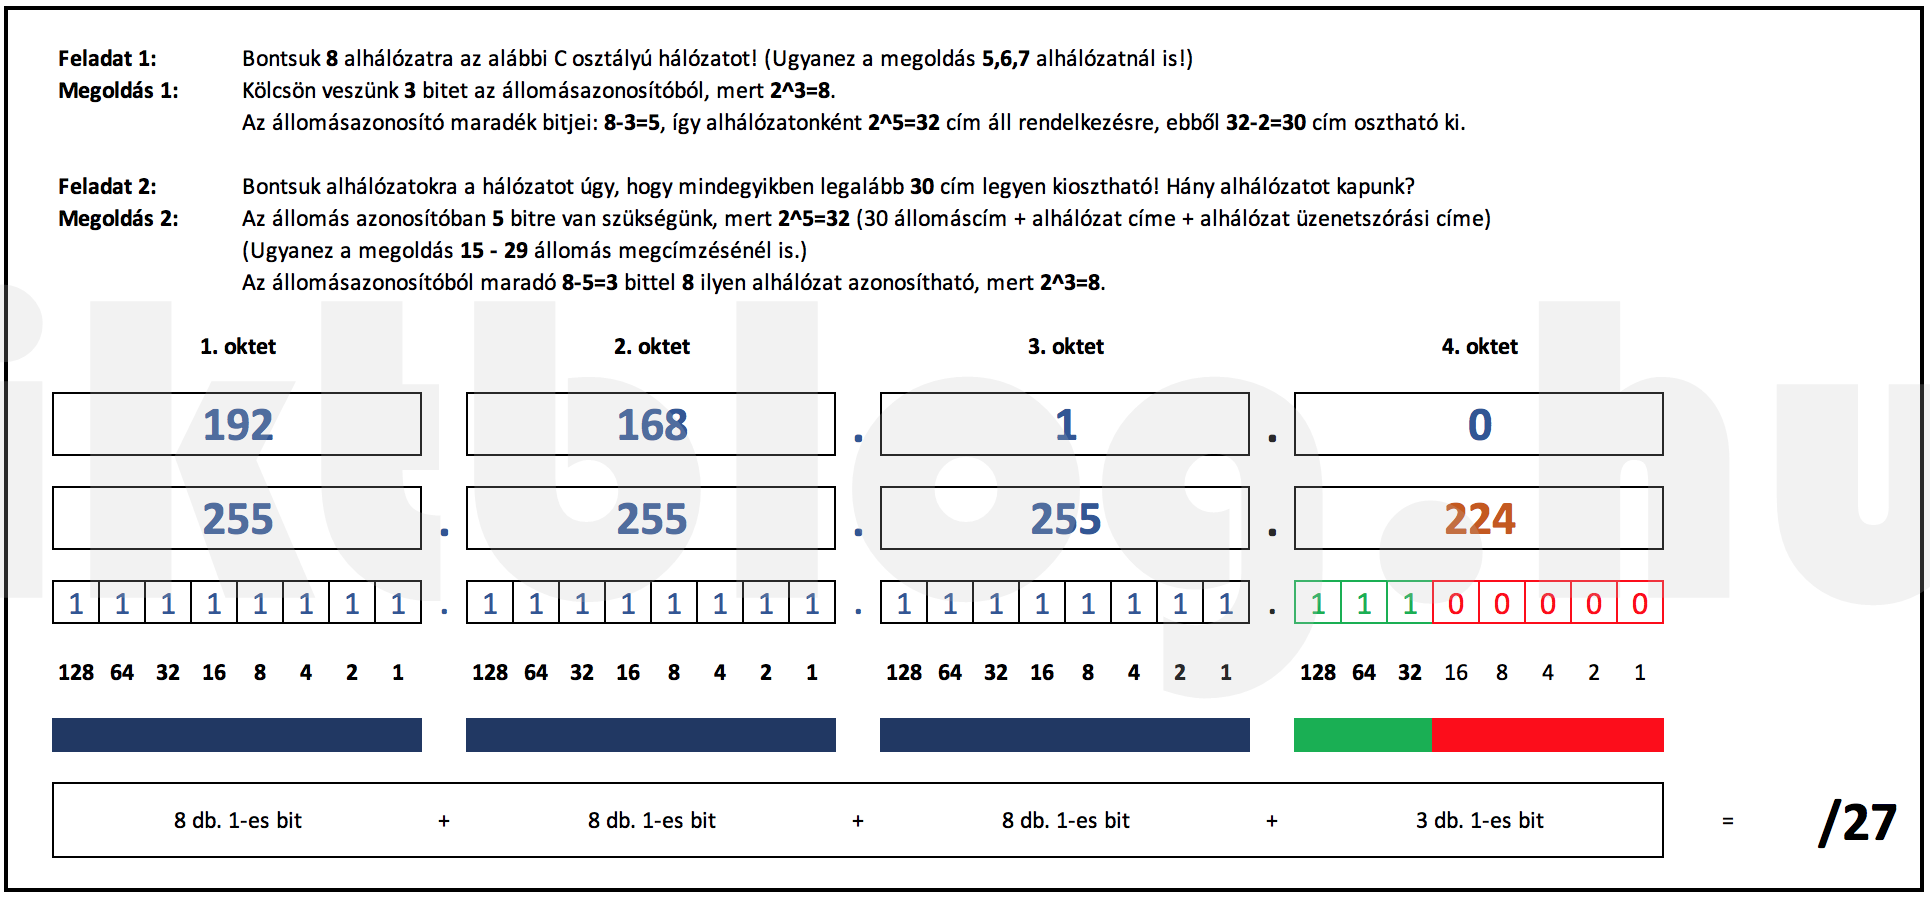 Feladat 1: Bontsuk 8 alhálózatra az alábbi C osztályú hálózatot! (Ugyanez a megoldás 5,6,7 alhálózatnál is!)
Megoldás 1: Kölcsön veszünk 3 bitet az állomásazonosítóból, mert 2^3=8.
Az állomásazonosító maradék bitjei: 8-3=5, így alhálózatonként 2^5=32 cím áll rendelkezésre, ebből 32-2=30 cím osztható ki.
Feladat 2: Bontsuk alhálózatokra a hálózatot úgy, hogy mindegyikben legalább 30 cím legyen kiosztható! Hány alhálózatot kapunk?
Megoldás 2: Az állomás azonosítóban 5 bitre van szükségünk, mert 2^5=32 (30 állomáscím + alhálózat címe + alhálózat üzenetszórási címe)
(Ugyanez a megoldás 15 - 29 állomás megcímzésénél is.)
Az állomásazonosítóból maradó 8-5=3 bittel 8 ilyen alhálózat azonosítható, mert 2^3=8.
1. oktet 2. oktet 3. oktet 4. oktet
192 168 . 1 . 0
255 . 255 . 255 . 224
1 1 1 1 1 1 1 1 . 1 1 1 1 1 1 1 1 . 1 1 1 1 1 1 1 1 . 1 1 1 0 0 0 0 0
128 64 32 16 8 4 2 1 128 64 32 16 8 4 2 1 128 64 32 16 8 4 2 1 128 64 32 16 8 4 2 1
8 db. 1-es bit + 8 db. 1-es bit + 8 db. 1-es bit + 3 db. 1-es bit = /27
iktblog.hu